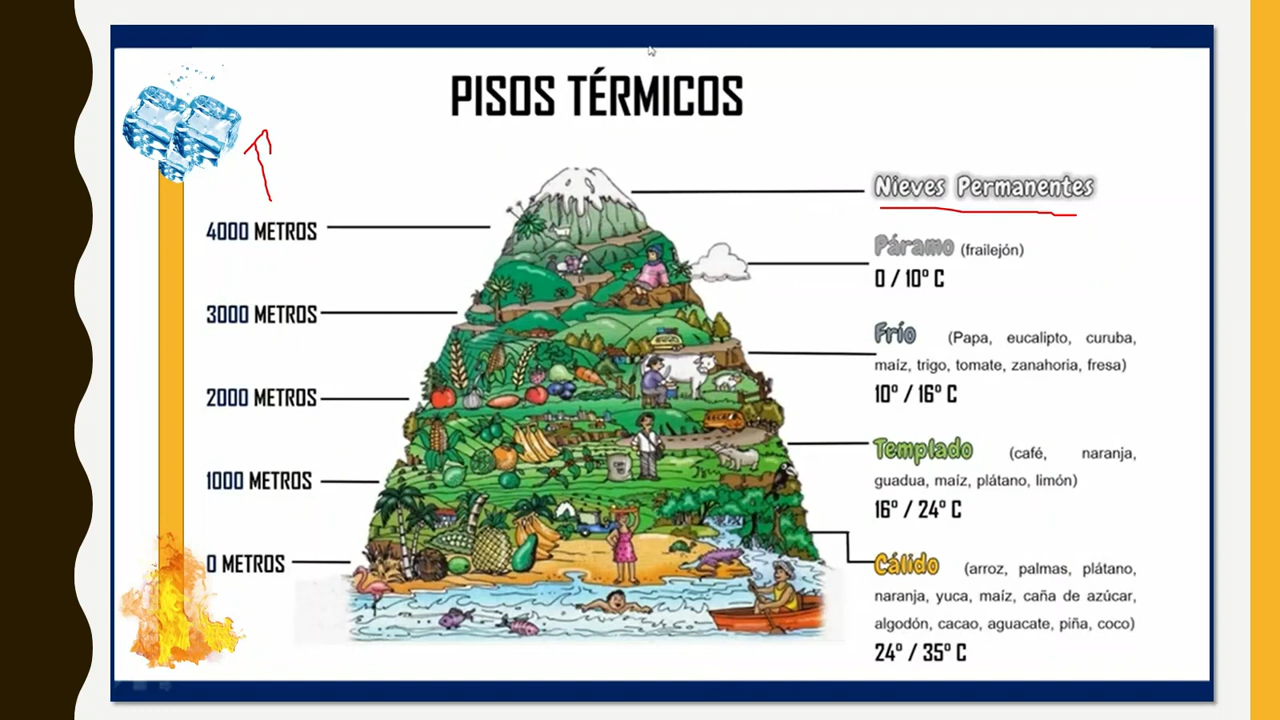 PISOS TÉRMICOS
Nieves Permanentes
4000 METROS
Páramo (frailejón)
0 / 10° C
3000 METROS
Frío (Papa, eucalipto, curuba,
maíz, trigo, tomate, zanahoria, fresa)
10° / 16° C
2000 METROS
Templado (café, naranja,
guadua, maíz, plátano, limón)
16° / 24° C
1000 METROS
0 METROS
Cálido (arroz, palmas, plátano,
naranja, yuca, maíz, caña de azúcar,
algodón, cacao, aguacate, piña, coco)
24° / 35° C